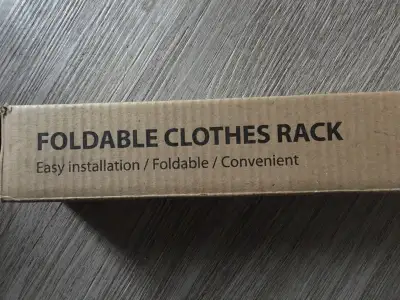 FOLDABLE CLOTHES RACK
Easy installation / Foldable / Convenient